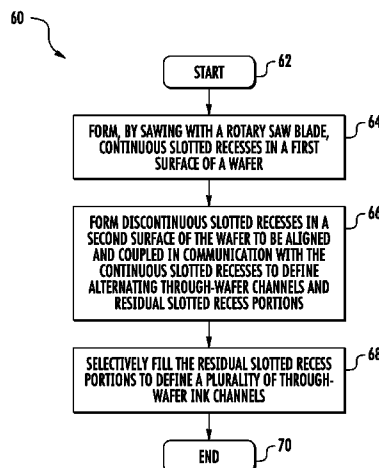 60
START
62
FORM, BY SAWING WITH A ROTARY SAW BLADE,
CONTINUOUS SLOTTED RECESSES IN A FIRST
SURFACE OF A WAFER
64
FORM DISCONTINUOUS SLOTTED RECESSES IN A
SECOND SURFACE OF THE WAFER TO BE ALIGNED
AND COUPLED IN COMMUNICATION WITH THE
CONTINUOUS SLOTTED RECESSES TO DEFINE
ALTERNATING THROUGH-WAFER CHANNELS AND
RESIDUAL SLOTTED RECESS PORTIONS
66
SELECTIVELY FILL THE RESIDUAL SLOTTED RECESS
PORTIONS TO DEFINE A PLURALITY OF THROUGH-
WAFER INK CHANNELS
68
END
70